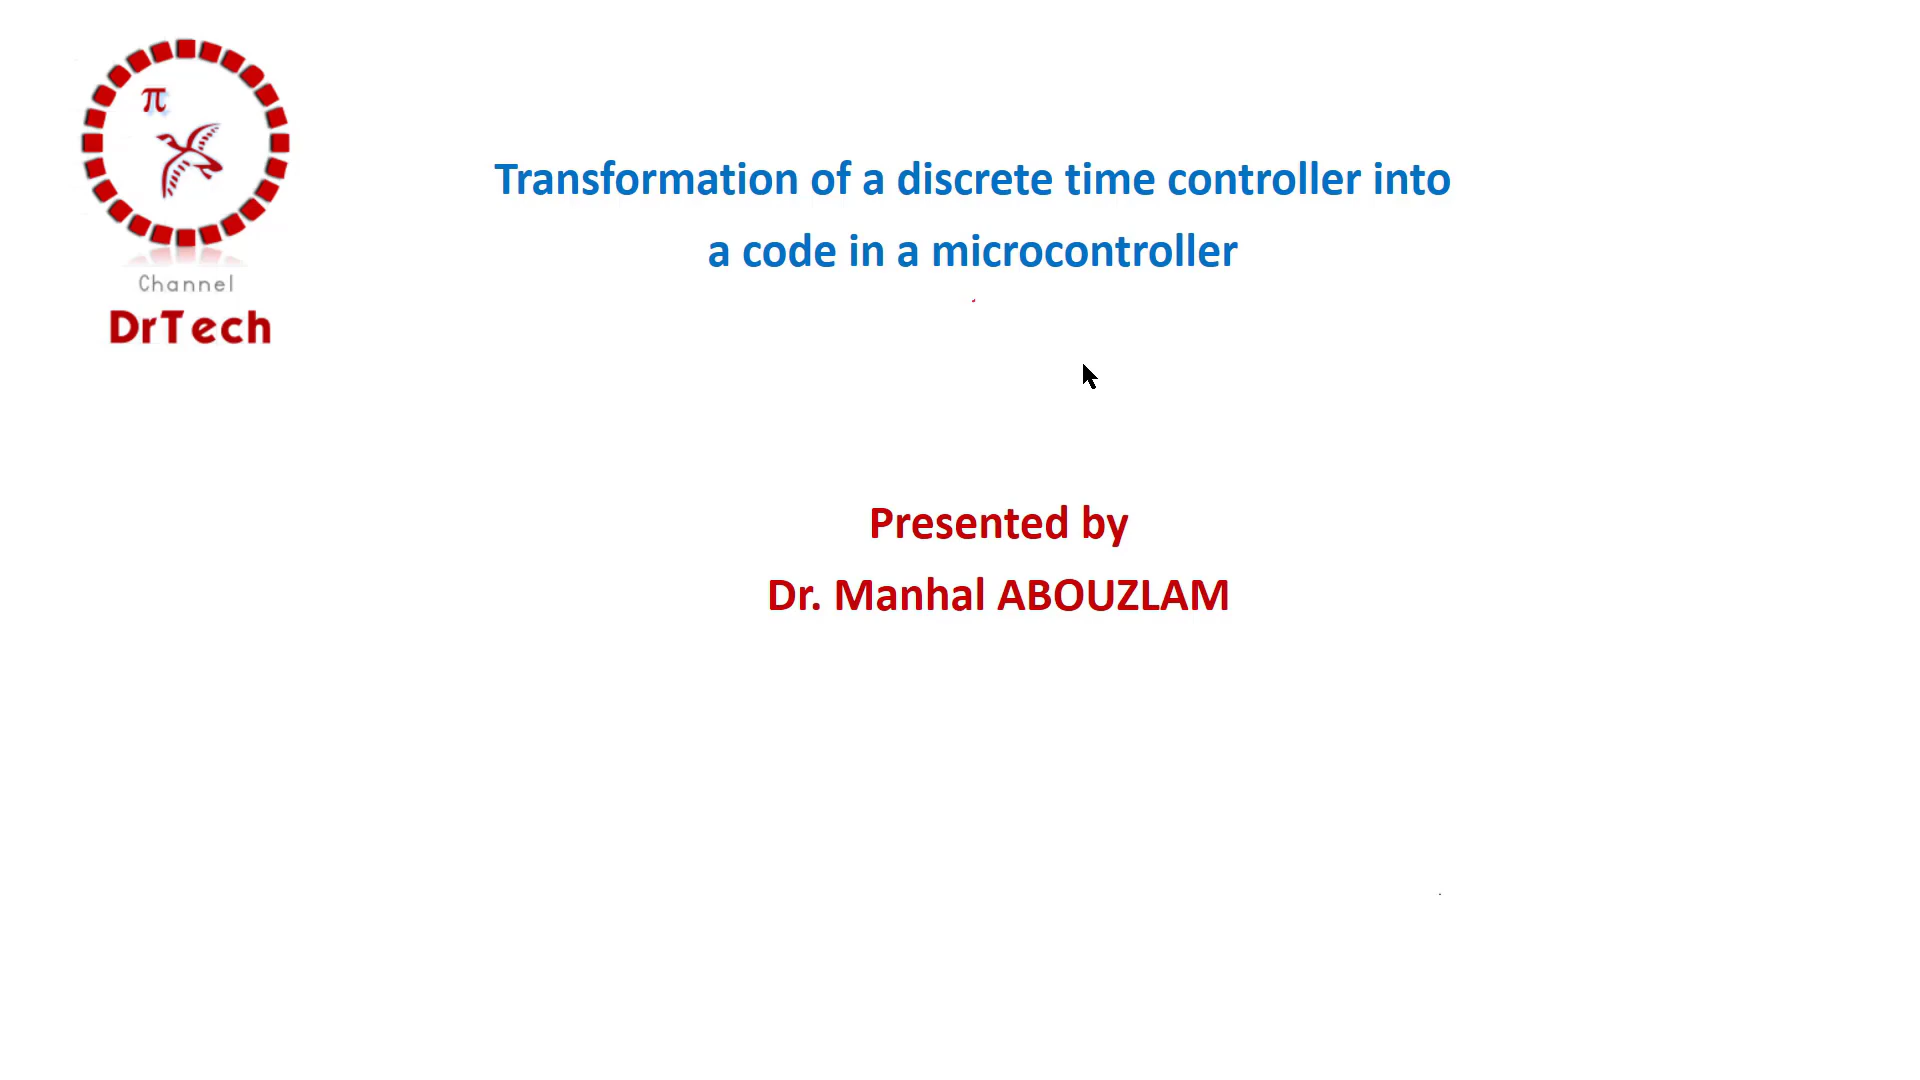 π
Channel
DrTech
Transformation of a discrete time controller into
a code in a microcontroller
Presented by
Dr. Manhal ABOUZLAM